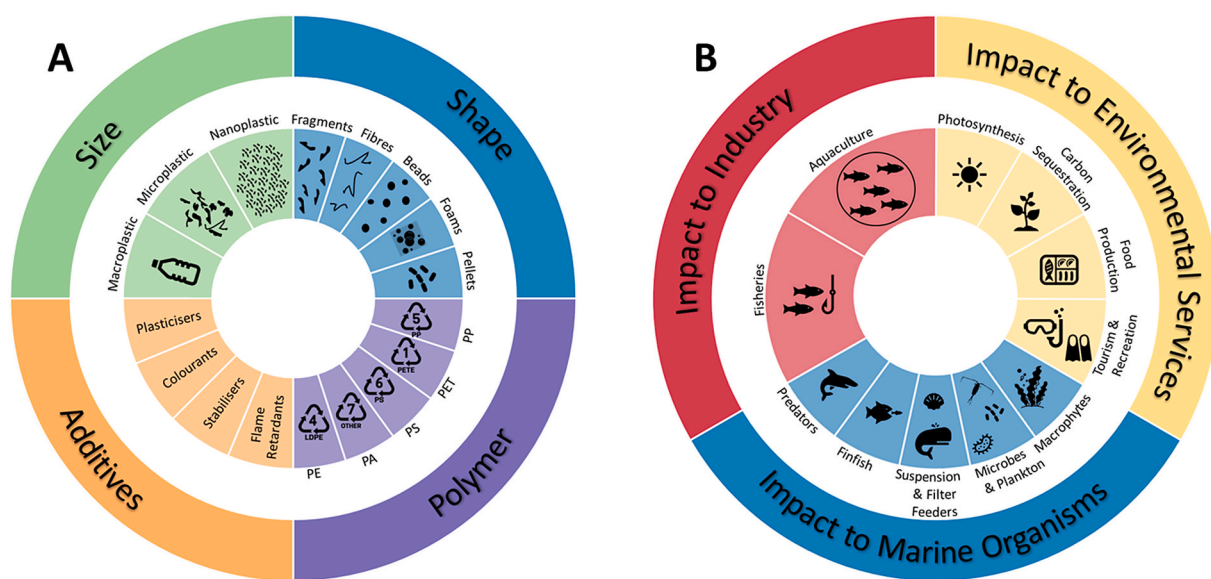 A
Size
Shape
Additives
Polymer
Macroplastic
Microplastic
Nanoplastic
Fragments
Fibres
Beads
Foams
Pellets
5
PP
PP
1
PETE
PET
6
PS
PS
7
OTHER
PA
4
LDPE
PE
Flame
Retardants
Stabilisers
Colourants
Plasticisers
B
Impact to Industry
Impact to Environmental Services
Impact to Marine Organisms
Fisheries
Aquaculture
Photosynthesis
Carbon
Sequestration
Food
Production
Tourism &
Recreation
Macrophytes
Microbes
& Plankton
Suspension
& Filter
Feeders
Finfish
Predators